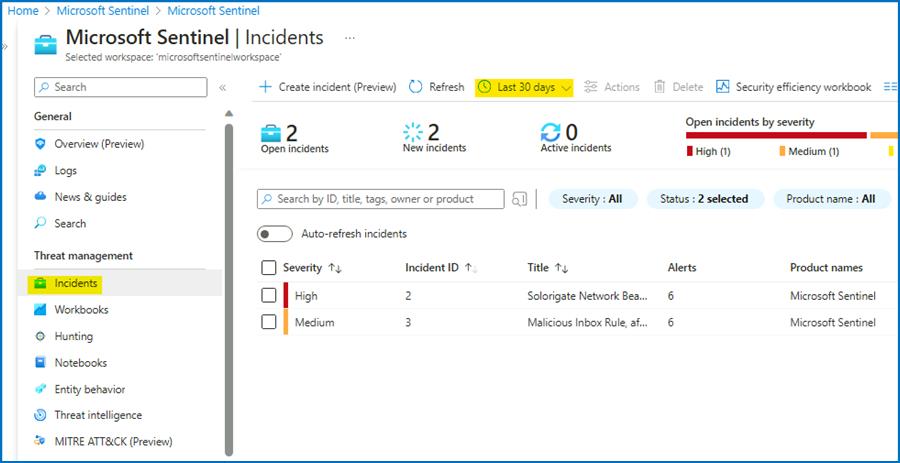 Home > Microsoft Sentinel > Microsoft Sentinel >
Microsoft Sentinel | Incidents ...
Selected workspace: 'microsoftsentinelworkspace'
Search
General
Overview (Preview)
Logs
News & guides
Search
Threat management
Incidents
Workbooks
Hunting
Notebooks
Entity behavior
Threat intelligence
MITRE ATT&CK (Preview)
+ Create incident (Preview) Refresh Last 30 days Actions Delete Security efficiency workbook
2 Open incidents
2 New incidents
0 Active incidents
Open incidents by severity
High (1) Medium (1)
Search by ID, title, tags, owner or product Severity : All Status : 2 selected Product name : All
Auto-refresh incidents
Severity ↑↓ Incident ID ↑↓ Title ↑↓ Alerts Product names
High 2 Solorigate Network Bea... 6 Microsoft Sentinel
Medium 3 Malicious Inbox Rule, af... 6 Microsoft Sentinel